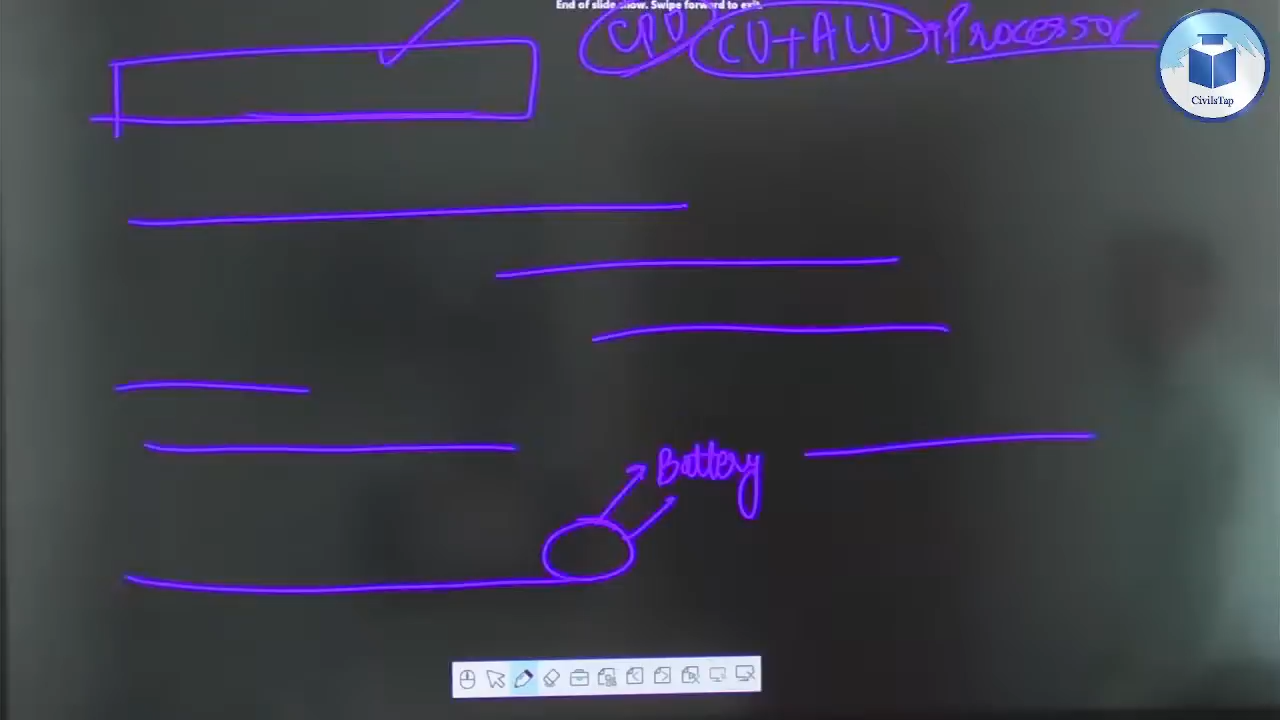 End of slide show. Swipe forward to exit.
CPU CU+ALU → Processor
CivilsTap
Battery